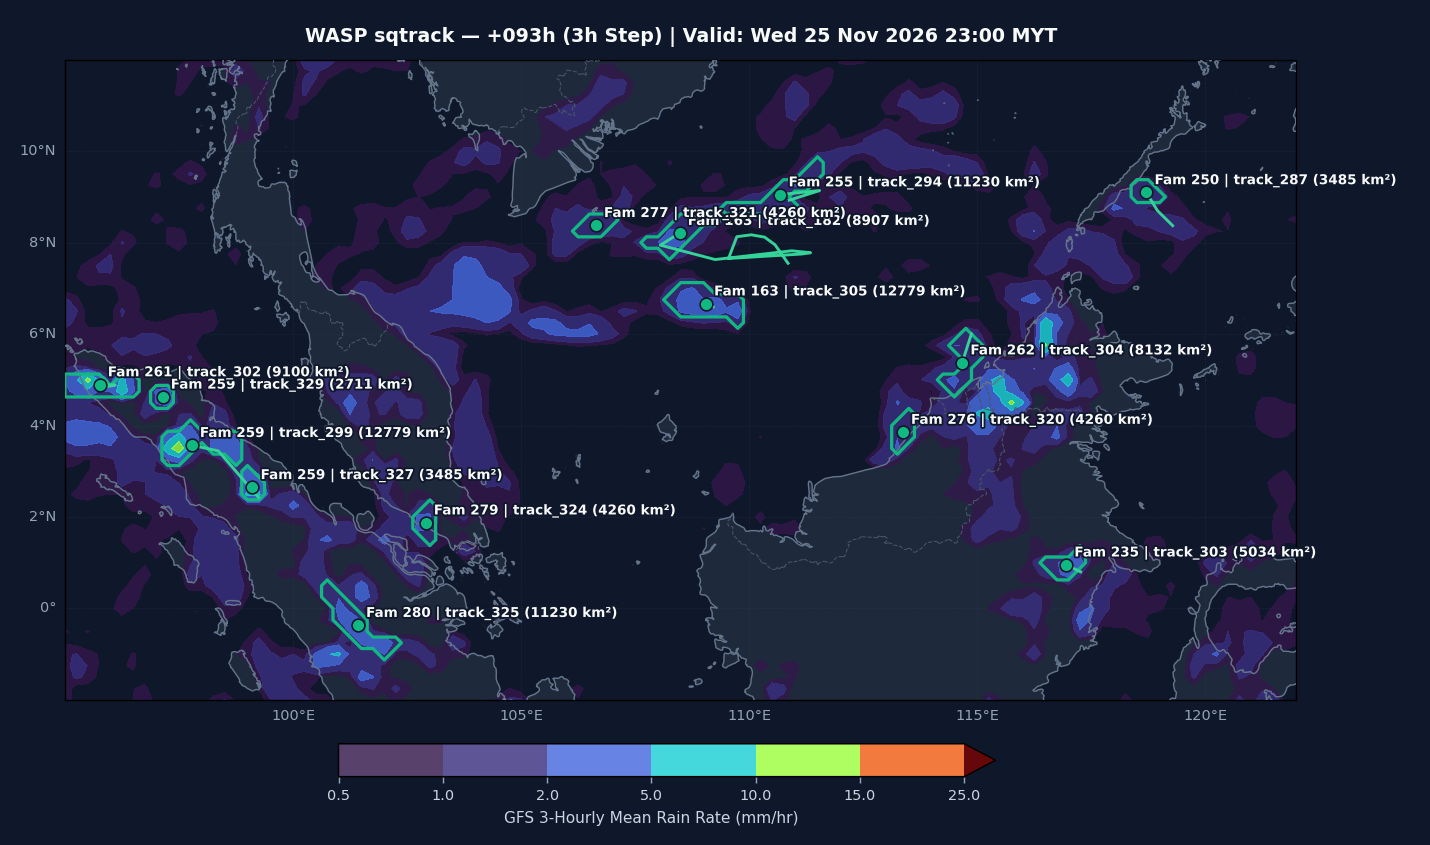 WASP sqtrack — +093h (3h Step) | Valid: Wed 25 Nov 2026 23:00 MYT
10°N
8°N
6°N
4°N
2°N
0°
Fam 255 | track_294 (11230 km²)
Fam 250 | track_287 (3485 km²)
Fam 277 | track_321 (4260 km²)
Fam 163 | track_182 (8907 km²)
Fam 163 | track_305 (12779 km²)
Fam 262 | track_304 (8132 km²)
Fam 261 | track_302 (9100 km²)
Fam 259 | track_329 (2711 km²)
Fam 276 | track_320 (4260 km²)
Fam 259 | track_299 (12779 km²)
Fam 259 | track_327 (3485 km²)
Fam 279 | track_324 (4260 km²)
Fam 235 | track_303 (5034 km²)
Fam 280 | track_325 (11230 km²)
100°E 105°E 110°E 115°E 120°E
0.5 1.0 2.0 5.0 10.0 15.0 25.0
GFS 3-Hourly Mean Rain Rate (mm/hr)